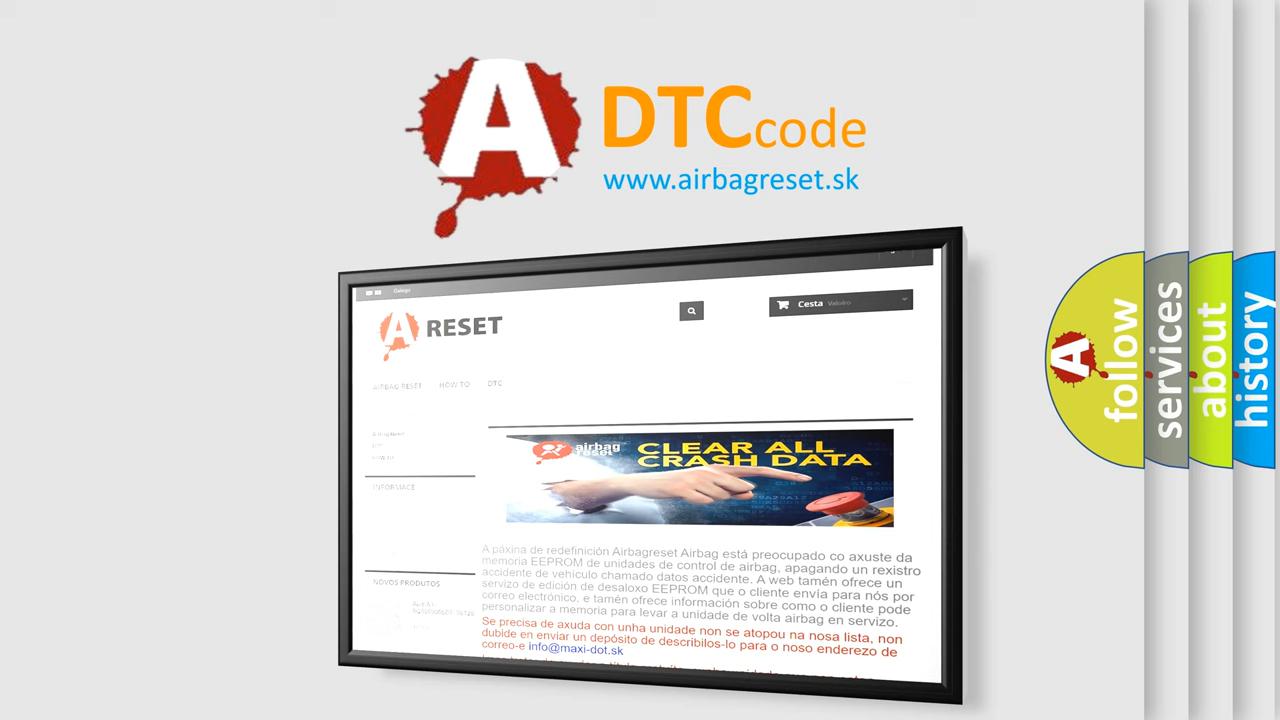 A DTCcode
www.airbagreset.sk
Galego
A RESET
Cesta Valeiro
AIRBAG RESET HOW TO DTC
INFORMACE
airbag
reset
CLEAR ALL
CRASH DATA
A páxina de redefinición Airbagreset Airbag está preocupado co axuste da
memoria EEPROM de unidades de control de airbag, apagando un rexistro
accidente de vehículo chamado datos accidente. A web tamén ofrece un
servizo de edición de desaloxo EEPROM que o cliente envía para nós por
correo electrónico, e tamén ofrece información sobre como o cliente pode
personalizar a memoria para levar a unidade de volta airbag en servizo.
Se precisa de axuda con unha unidade non se atopou na nosa lista, non
dubide en enviar un depósito de describilos-lo para o noso enderezo de
correo-e info@maxi-dot.sk
NOVOS PRODUTOS
A
follow
services
about
history